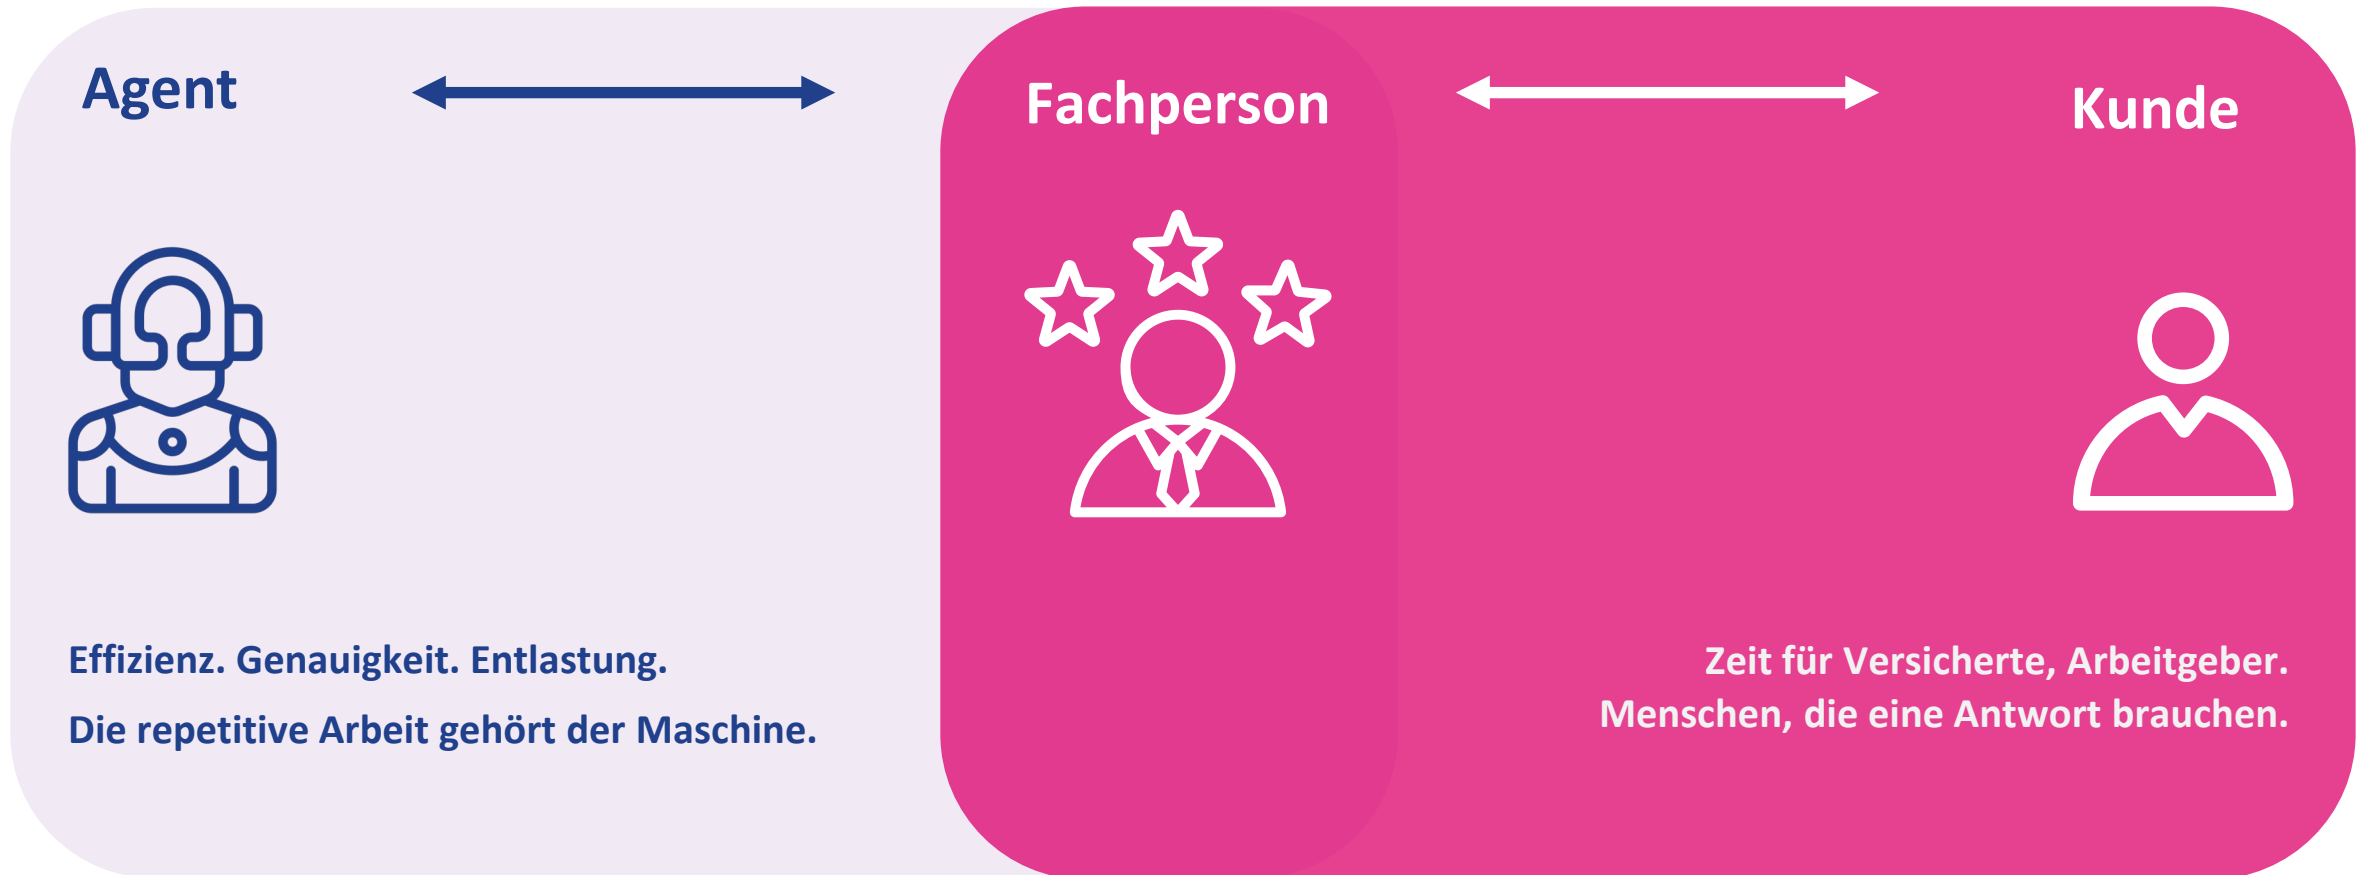 Agent
Fachperson
Kunde
Effizienz. Genauigkeit. Entlastung.
Die repetitive Arbeit gehört der Maschine.
Zeit für Versicherte, Arbeitgeber.
Menschen, die eine Antwort brauchen.